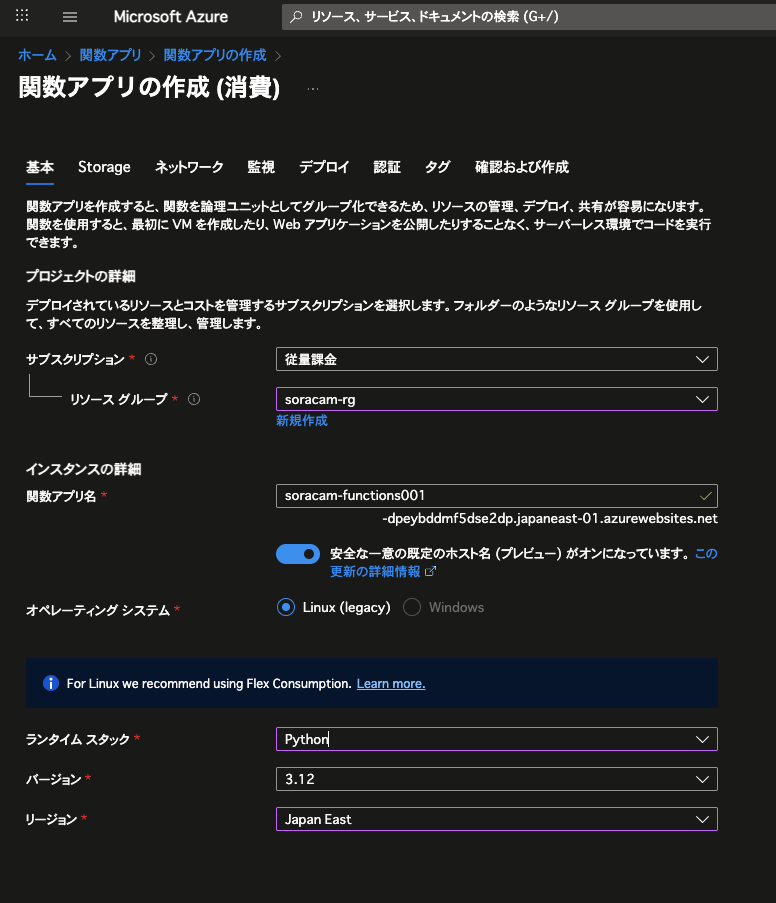 Microsoft Azure
リソース、サービス、ドキュメントの検索 (G+/)
ホーム > 関数アプリ > 関数アプリの作成 >
関数アプリの作成 (消費) ...
基本 Storage ネットワーク 監視 デプロイ 認証 タグ 確認および作成
関数アプリを作成すると、関数を論理ユニットとしてグループ化できるため、リソースの管理、デプロイ、共有が容易になります。
関数を使用すると、最初に VM を作成したり、Web アプリケーションを公開したりすることなく、サーバーレス環境でコードを実行
できます。
プロジェクトの詳細
デプロイされているリソースとコストを管理するサブスクリプションを選択します。フォルダーのようなリソース グループを使用し
て、すべてのリソースを整理し、管理します。
サブスクリプション * 従量課金
リソース グループ * soracam-rg
新規作成
インスタンスの詳細
関数アプリ名 * soracam-functions001
-dpeybddmf5dse2dp.japaneast-01.azurewebsites.net
安全な一意の既定のホスト名 (プレビュー) がオンになっています。この
更新の詳細情報
オペレーティング システム * Linux (legacy) Windows
For Linux we recommend using Flex Consumption. Learn more.
ランタイム スタック * Python
バージョン * 3.12
リージョン * Japan East